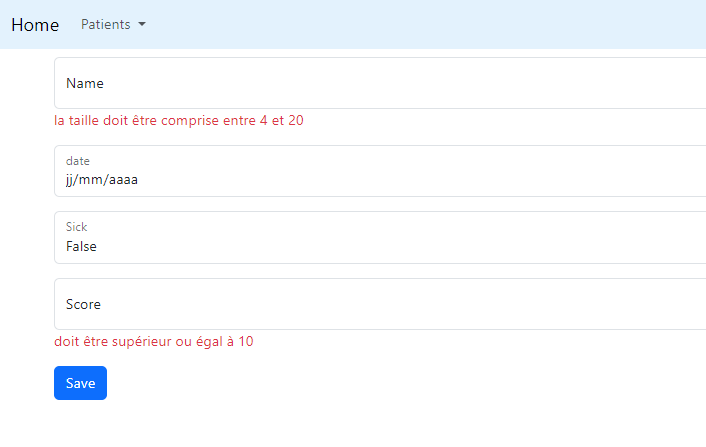 Home Patients
Name
la taille doit être comprise entre 4 et 20
date
jj/mm/aaaa
Sick
False
Score
doit être supérieur ou égal à 10
Save